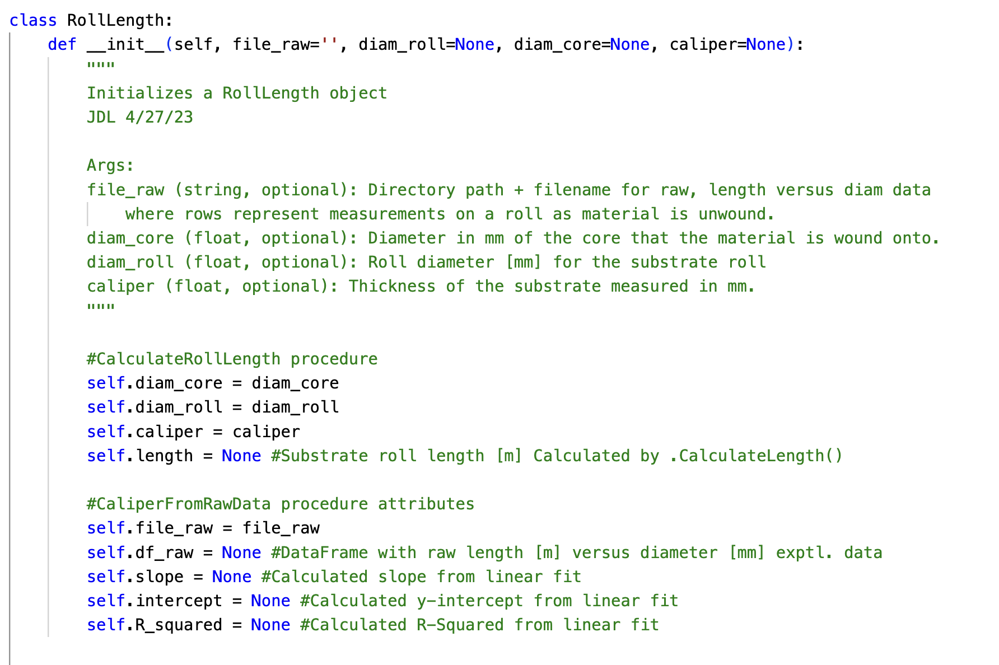 class RollLength:
    def __init__(self, file_raw='', diam_roll=None, diam_core=None, caliper=None):
        """
        Initializes a RollLength object
        JDL 4/27/23

        Args:
        file_raw (string, optional): Directory path + filename for raw, length versus diam data
            where rows represent measurements on a roll as material is unwound.
        diam_core (float, optional): Diameter in mm of the core that the material is wound onto.
        diam_roll (float, optional): Roll diameter [mm] for the substrate roll
        caliper (float, optional): Thickness of the substrate measured in mm.
        """

        #CalculateRollLength procedure
        self.diam_core = diam_core
        self.diam_roll = diam_roll
        self.caliper = caliper
        self.length = None #Substrate roll length [m] Calculated by .CalculateLength()

        #CaliperFromRawData procedure attributes
        self.file_raw = file_raw
        self.df_raw = None #DataFrame with raw length [m] versus diameter [mm] exptl. data
        self.slope = None #Calculated slope from linear fit
        self.intercept = None #Calculated y-intercept from linear fit
        self.R_squared = None #Calculated R-Squared from linear fit